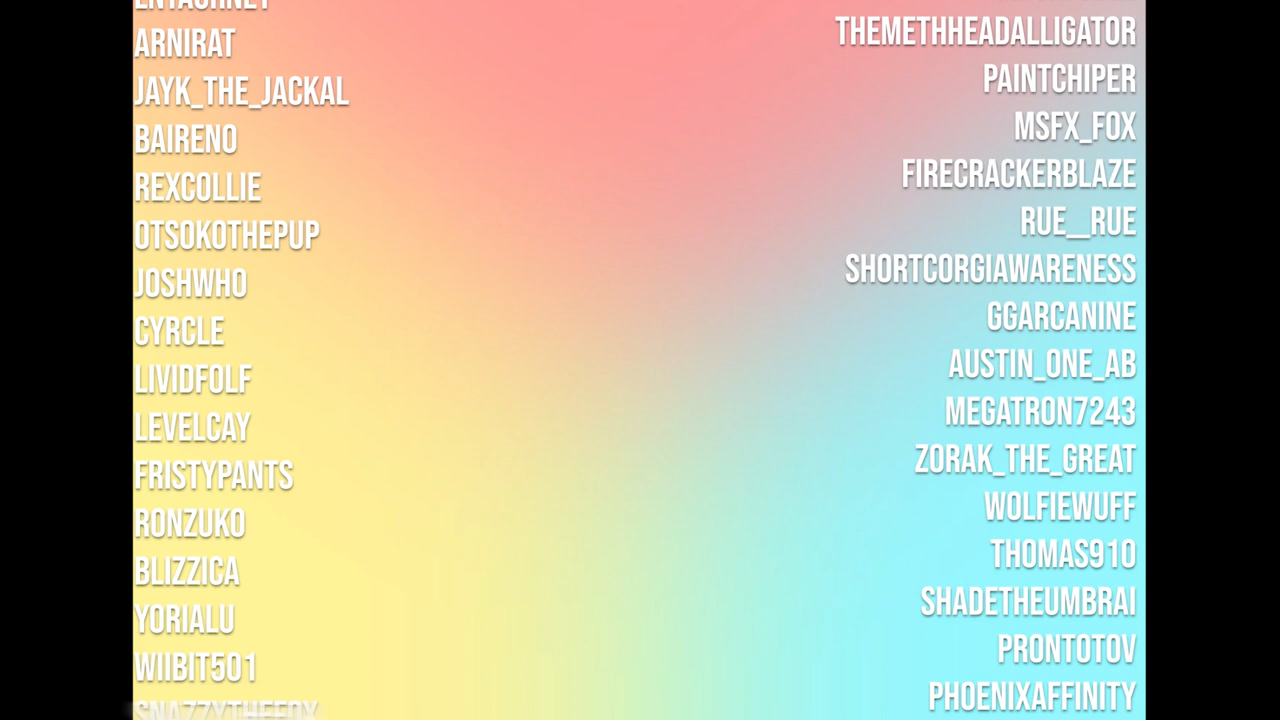 ARNIRAT
JAYK_THE_JACKAL
BAIRENO
REXCOLLIE
OTSOKOTHEPUP
JOSHWHO
CYRCLE
LIVIDFOLF
LEVELCAY
FRISTYPANTS
RONZUKO
BLIZZICA
YORIALU
WIIBIT501
SNAZZYTHEFOX
THEMETHHEADALLIGATOR
PAINTCHIPER
MSFX_FOX
FIRECRACKERBLAZE
RUE__RUE
SHORTCORGIAWARENESS
GGARCANINE
AUSTIN_ONE_AB
MEGATRON7243
ZORAK_THE_GREAT
WOLFIEWUFF
THOMAS910
SHADETHEUMBRAI
PRONTOTOV
PHOENIXAFFINITY